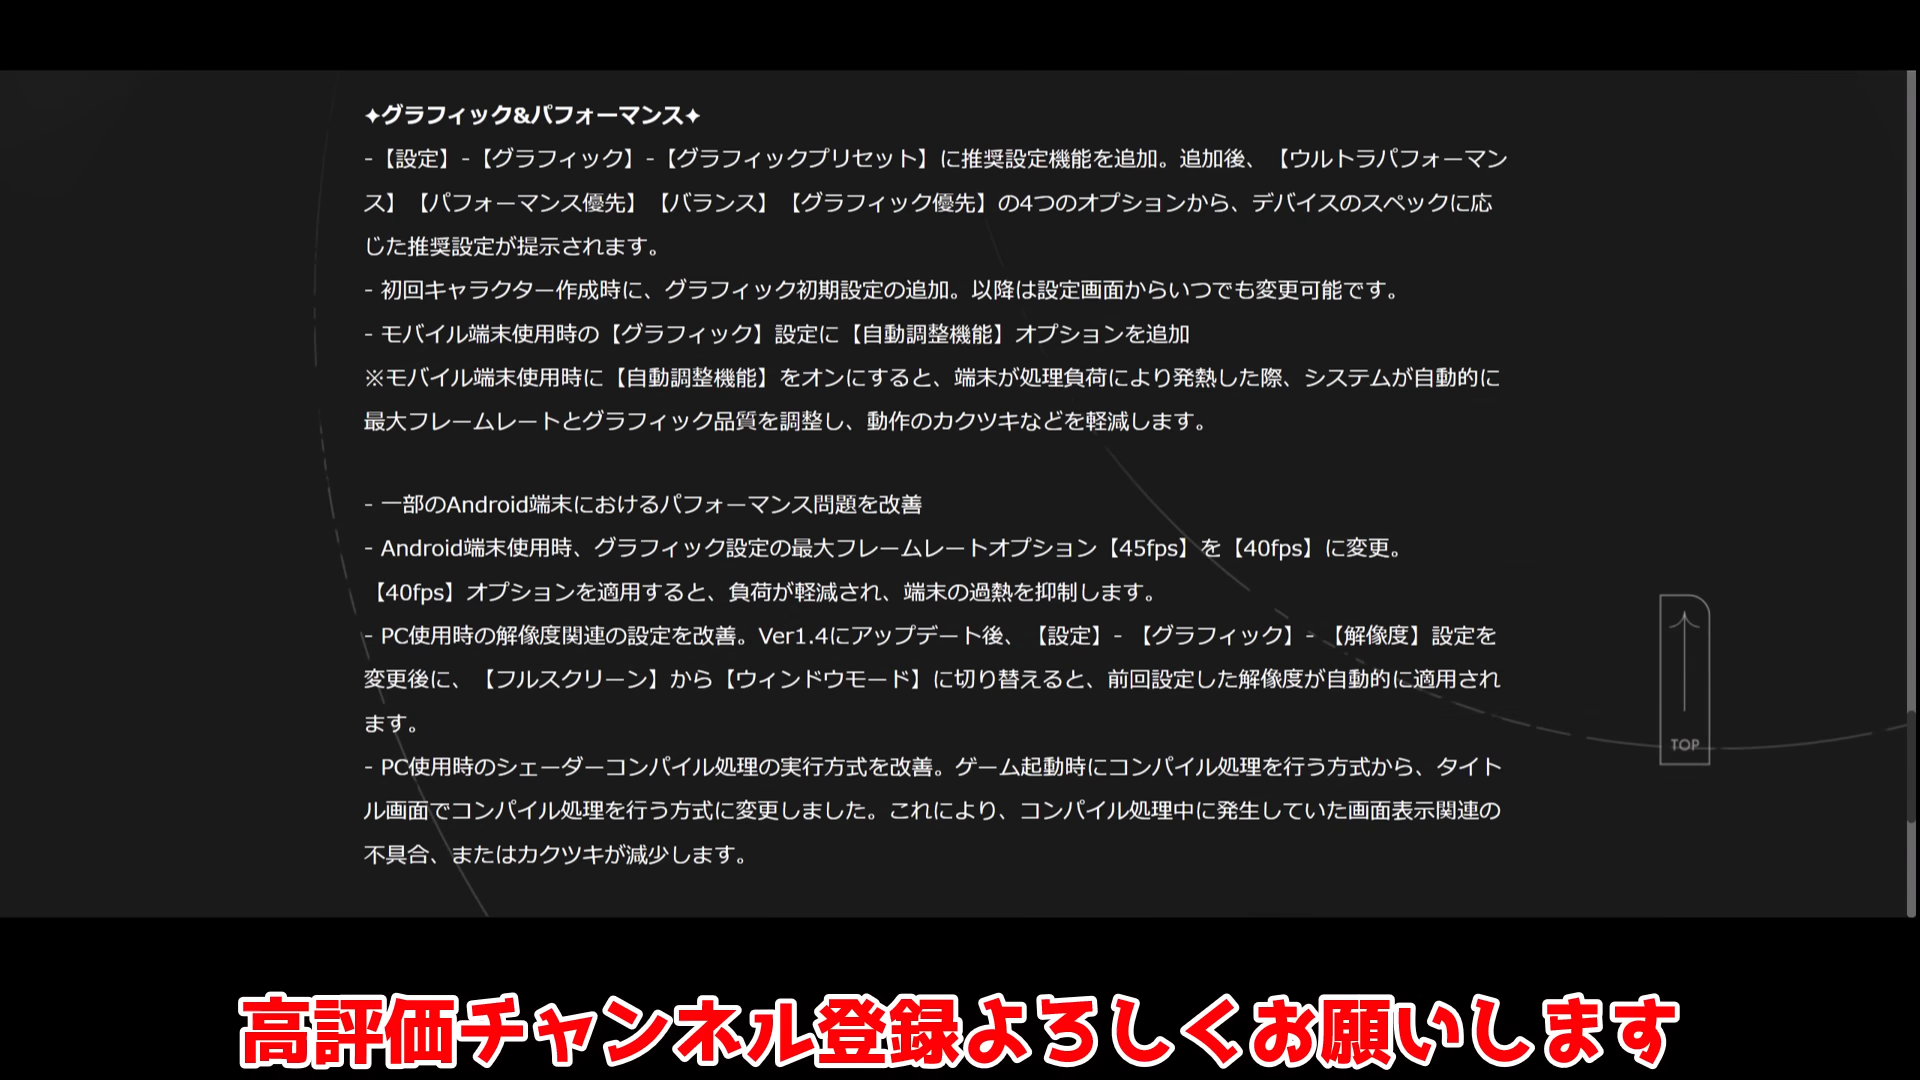 ✦グラフィック&パフォーマンス✦
-【設定】-【グラフィック】-【グラフィックプリセット】に推奨設定機能を追加。追加後、【ウルトラパフォーマン
ス】【パフォーマンス優先】【バランス】【グラフィック優先】の4つのオプションから、デバイスのスペックに応
じた推奨設定が提示されます。
- 初回キャラクター作成時に、グラフィック初期設定の追加。以降は設定画面からいつでも変更可能です。
- モバイル端末使用時の【グラフィック】設定に【自動調整機能】オプションを追加
※モバイル端末使用時に【自動調整機能】をオンにすると、端末が処理負荷により発熱した際、システムが自動的に
最大フレームレートとグラフィック品質を調整し、動作のカクツキなどを軽減します。
- 一部のAndroid端末におけるパフォーマンス問題を改善
- Android端末使用時、グラフィック設定の最大フレームレートオプション【45fps】を【40fps】に変更。
【40fps】オプションを適用すると、負荷が軽減され、端末の過熱を抑制します。
- PC使用時の解像度関連の設定を改善。Ver1.4にアップデート後、【設定】- 【グラフィック】- 【解像度】設定を
変更後に、【フルスクリーン】から【ウィンドウモード】に切り替えると、前回設定した解像度が自動的に適用され
ます。
- PC使用時のシェーダーコンパイル処理の実行方式を改善。ゲーム起動時にコンパイル処理を行う方式から、タイト
ル画面でコンパイル処理を行う方式に変更しました。これにより、コンパイル処理中に発生していた画面表示関連の
不具合、またはカクツキが減少します。
TOP
高評価チャンネル登録よろしくお願いします